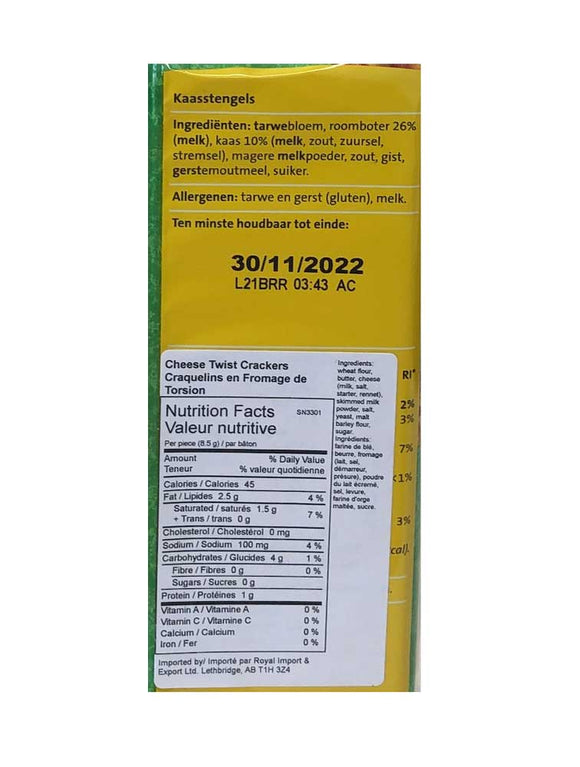 Kaasstengels
Ingrediënten: tarwebloem, roomboter 26%
(melk), kaas 10% (melk, zout, zuursel,
stremsel), magere melkpoeder, zout, gist,
gerstemoutmeel, suiker.
Allergenen: tarwe en gerst (gluten), melk.
Ten minste houdbaar tot einde:
30/11/2022
L21BRR 03:43 AC
Cheese Twist Crackers
Craquelins en Fromage de
Torsion
Nutrition Facts SN3301
Valeur nutritive
Per piece (8.5 g) / par bâton
Amount % Daily Value
Teneur % valeur quotidienne
Calories / Calories 45
Fat / Lipides 2.5 g 4 %
Saturated / saturés 1.5 g
+ Trans / trans 0 g 7 %
Cholesterol / Cholestérol 0 mg
Sodium / Sodium 100 mg 4 %
Carbohydrates / Glucides 4 g 1 %
Fibre / Fibres 0 g 0 %
Sugars / Sucres 0 g
Protein / Protéines 1 g
Vitamin A / Vitamine A 0 %
Vitamin C / Vitamine C 0 %
Calcium / Calcium 0 %
Iron / Fer 0 %
Imported by/ Importé par Royal Import &
Export Ltd. Lethbridge, AB T1H 3Z4
Ingredients:
wheat flour,
butter, cheese
(milk, salt,
starter, rennet),
skimmed milk
powder, salt,
yeast, malt
barley flour,
sugar.
Ingrédients:
farine de blé,
beurre, fromage
(lait, sel,
démarreur,
présure), poudre
du lait écrémé,
sel, levure,
farine d'orge
maltée, sucre.
RI*
2%
3%
7%
<1%
3%
cal).